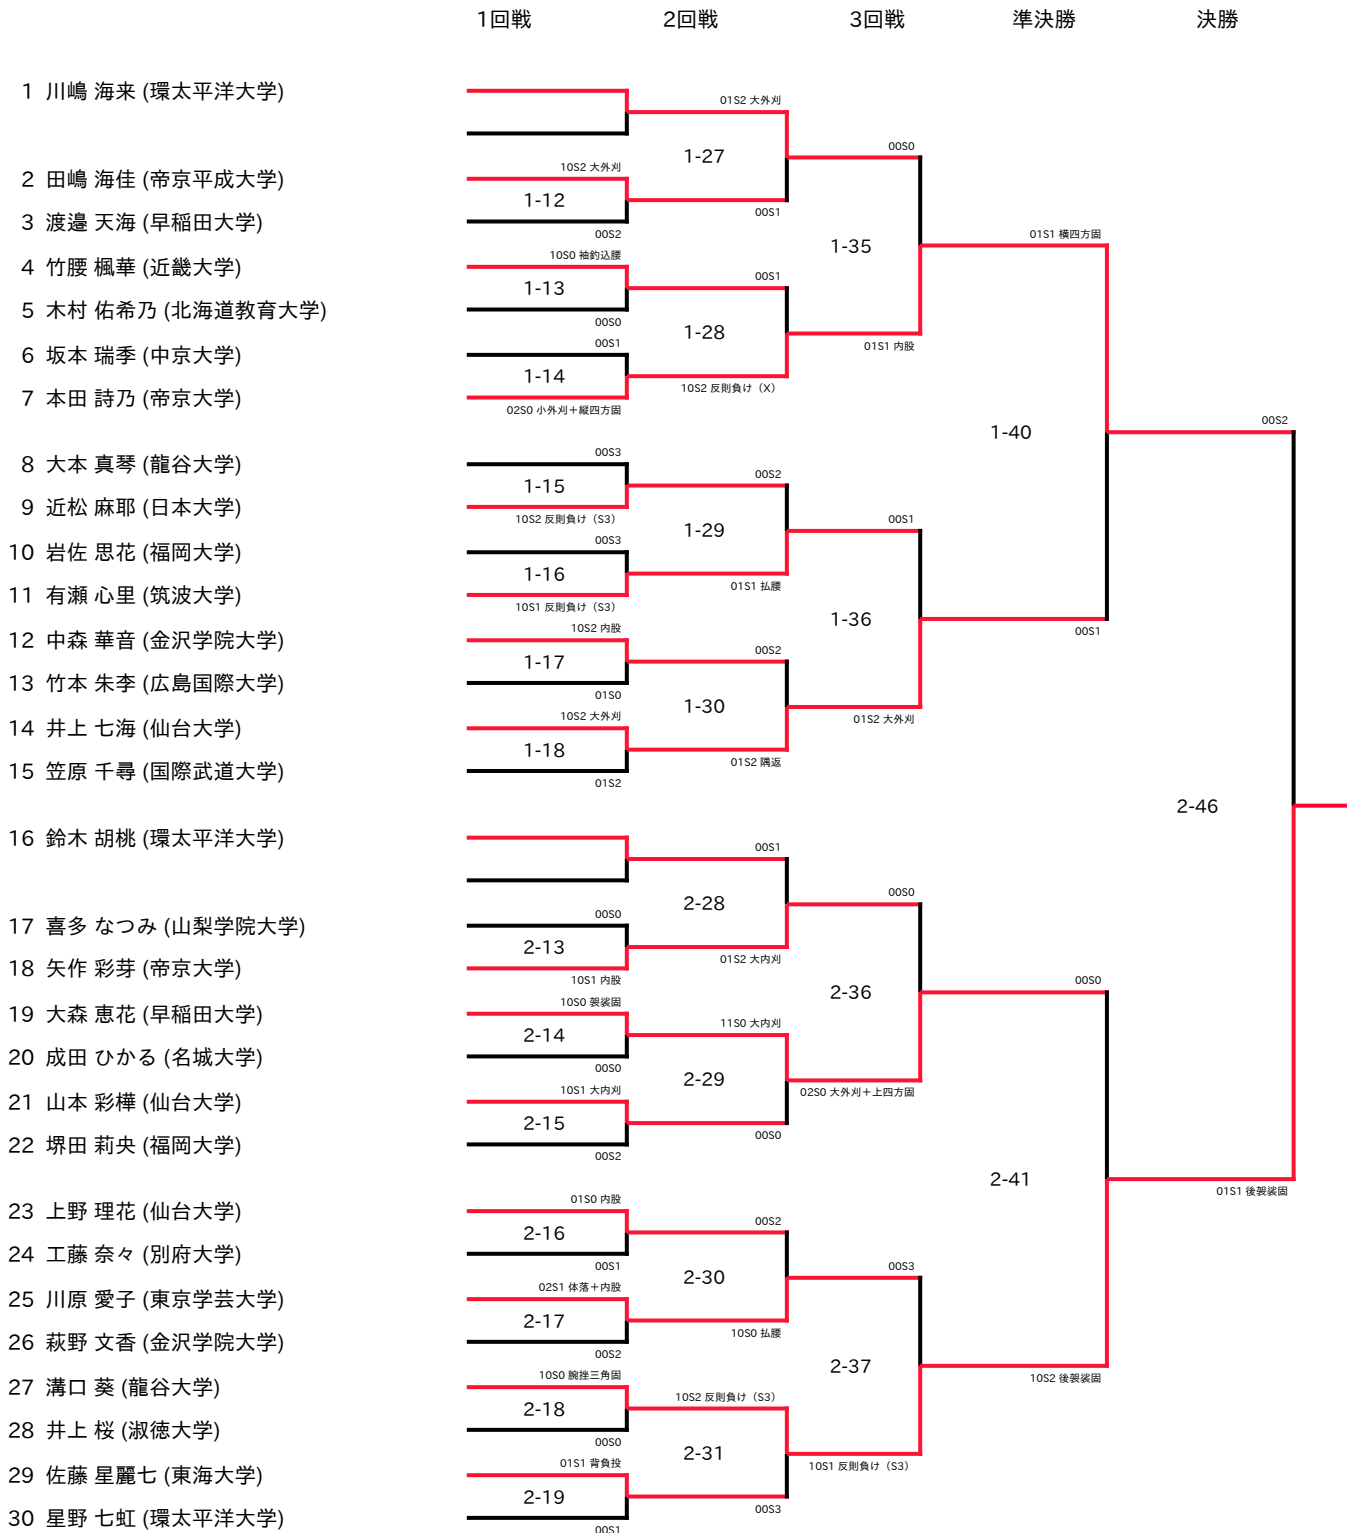 1回戦 2回戦 3回戦 準決勝 決勝
1 川嶋 海来 (環太平洋大学)
01S2 大外刈
1-27
00S0
2 田嶋 海佳 (帝京平成大学)
10S2 大外刈
1-12
00S1
3 渡邉 天海 (早稲田大学)
00S2
1-35
01S1 横四方固
4 竹腰 楓華 (近畿大学)
10S0 袖釣込腰
1-13
00S1
5 木村 佑希乃 (北海道教育大学)
00S0
1-28
01S1 内股
6 坂本 瑞季 (中京大学)
00S1
1-14
10S2 反則負け（X）
7 本田 詩乃 (帝京大学)
02S0 小外刈＋縦四方固
1-40
00S2
8 大本 真琴 (龍谷大学)
00S3
1-15
00S2
9 近松 麻耶 (日本大学)
10S2 反則負け（S3）
1-29
00S1
10 岩佐 思花 (福岡大学)
00S3
1-16
01S1 払腰
11 有瀬 心里 (筑波大学)
10S1 反則負け（S3）
1-36
00S1
12 中森 華音 (金沢学院大学)
10S2 内股
1-17
00S2
13 竹本 朱李 (広島国際大学)
01S0
1-30
01S2 大外刈
14 井上 七海 (仙台大学)
10S2 大外刈
1-18
01S2 隅返
15 笠原 千尋 (国際武道大学)
01S2
2-46
16 鈴木 胡桃 (環太平洋大学)
00S1
2-28
00S0
17 喜多 なつみ (山梨学院大学)
00S0
2-13
01S2 大内刈
18 矢作 彩芽 (帝京大学)
10S1 内股
2-36
00S0
19 大森 恵花 (早稲田大学)
10S0 袈裟固
2-14
11S0 大内刈
20 成田 ひかる (名城大学)
00S0
2-29
02S0 大外刈＋上四方固
21 山本 彩樺 (仙台大学)
10S1 大内刈
2-15
00S0
22 堺田 莉央 (福岡大学)
00S2
2-41
01S1 後袈裟固
23 上野 理花 (仙台大学)
01S0 内股
2-16
00S2
24 工藤 奈々 (別府大学)
00S1
2-30
00S3
25 川原 愛子 (東京学芸大学)
02S1 体落＋内股
2-17
10S0 払腰
26 萩野 文香 (金沢学院大学)
00S2
2-37
10S2 後袈裟固
27 溝口 葵 (龍谷大学)
10S0 腕挫三角固
2-18
10S2 反則負け（S3）
28 井上 桜 (淑徳大学)
00S0
2-31
10S1 反則負け（S3）
29 佐藤 星麗七 (東海大学)
01S1 背負投
2-19
00S3
30 星野 七虹 (環太平洋大学)
00S1